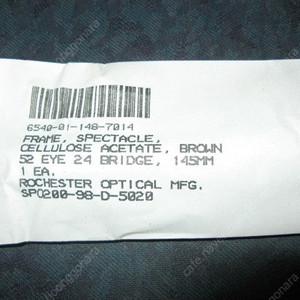 6540-01-148-7014
FRAME, SPECTACLE,
CELLULOSE ACETATE, BROWN
52 EYE 24 BRIDGE, 145MM
1 EA.
ROCHESTER OPTICAL MFG.
SPO200-98-D-5020